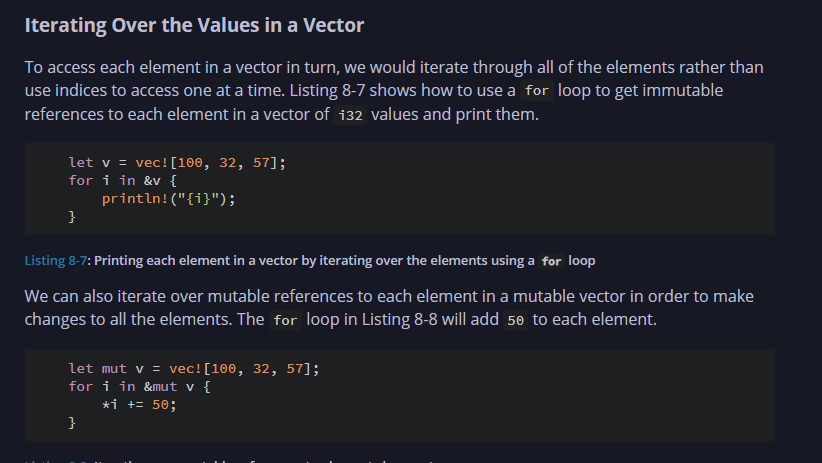 Iterating Over the Values in a Vector
To access each element in a vector in turn, we would iterate through all of the elements rather than
use indices to access one at a time. Listing 8-7 shows how to use a for loop to get immutable
references to each element in a vector of i32 values and print them.
let v = vec![100, 32, 57];
for i in &v {
println!("{i}");
}
Listing 8-7: Printing each element in a vector by iterating over the elements using a for loop
We can also iterate over mutable references to each element in a mutable vector in order to make
changes to all the elements. The for loop in Listing 8-8 will add 50 to each element.
let mut v = vec![100, 32, 57];
for i in &mut v {
*i += 50;
}